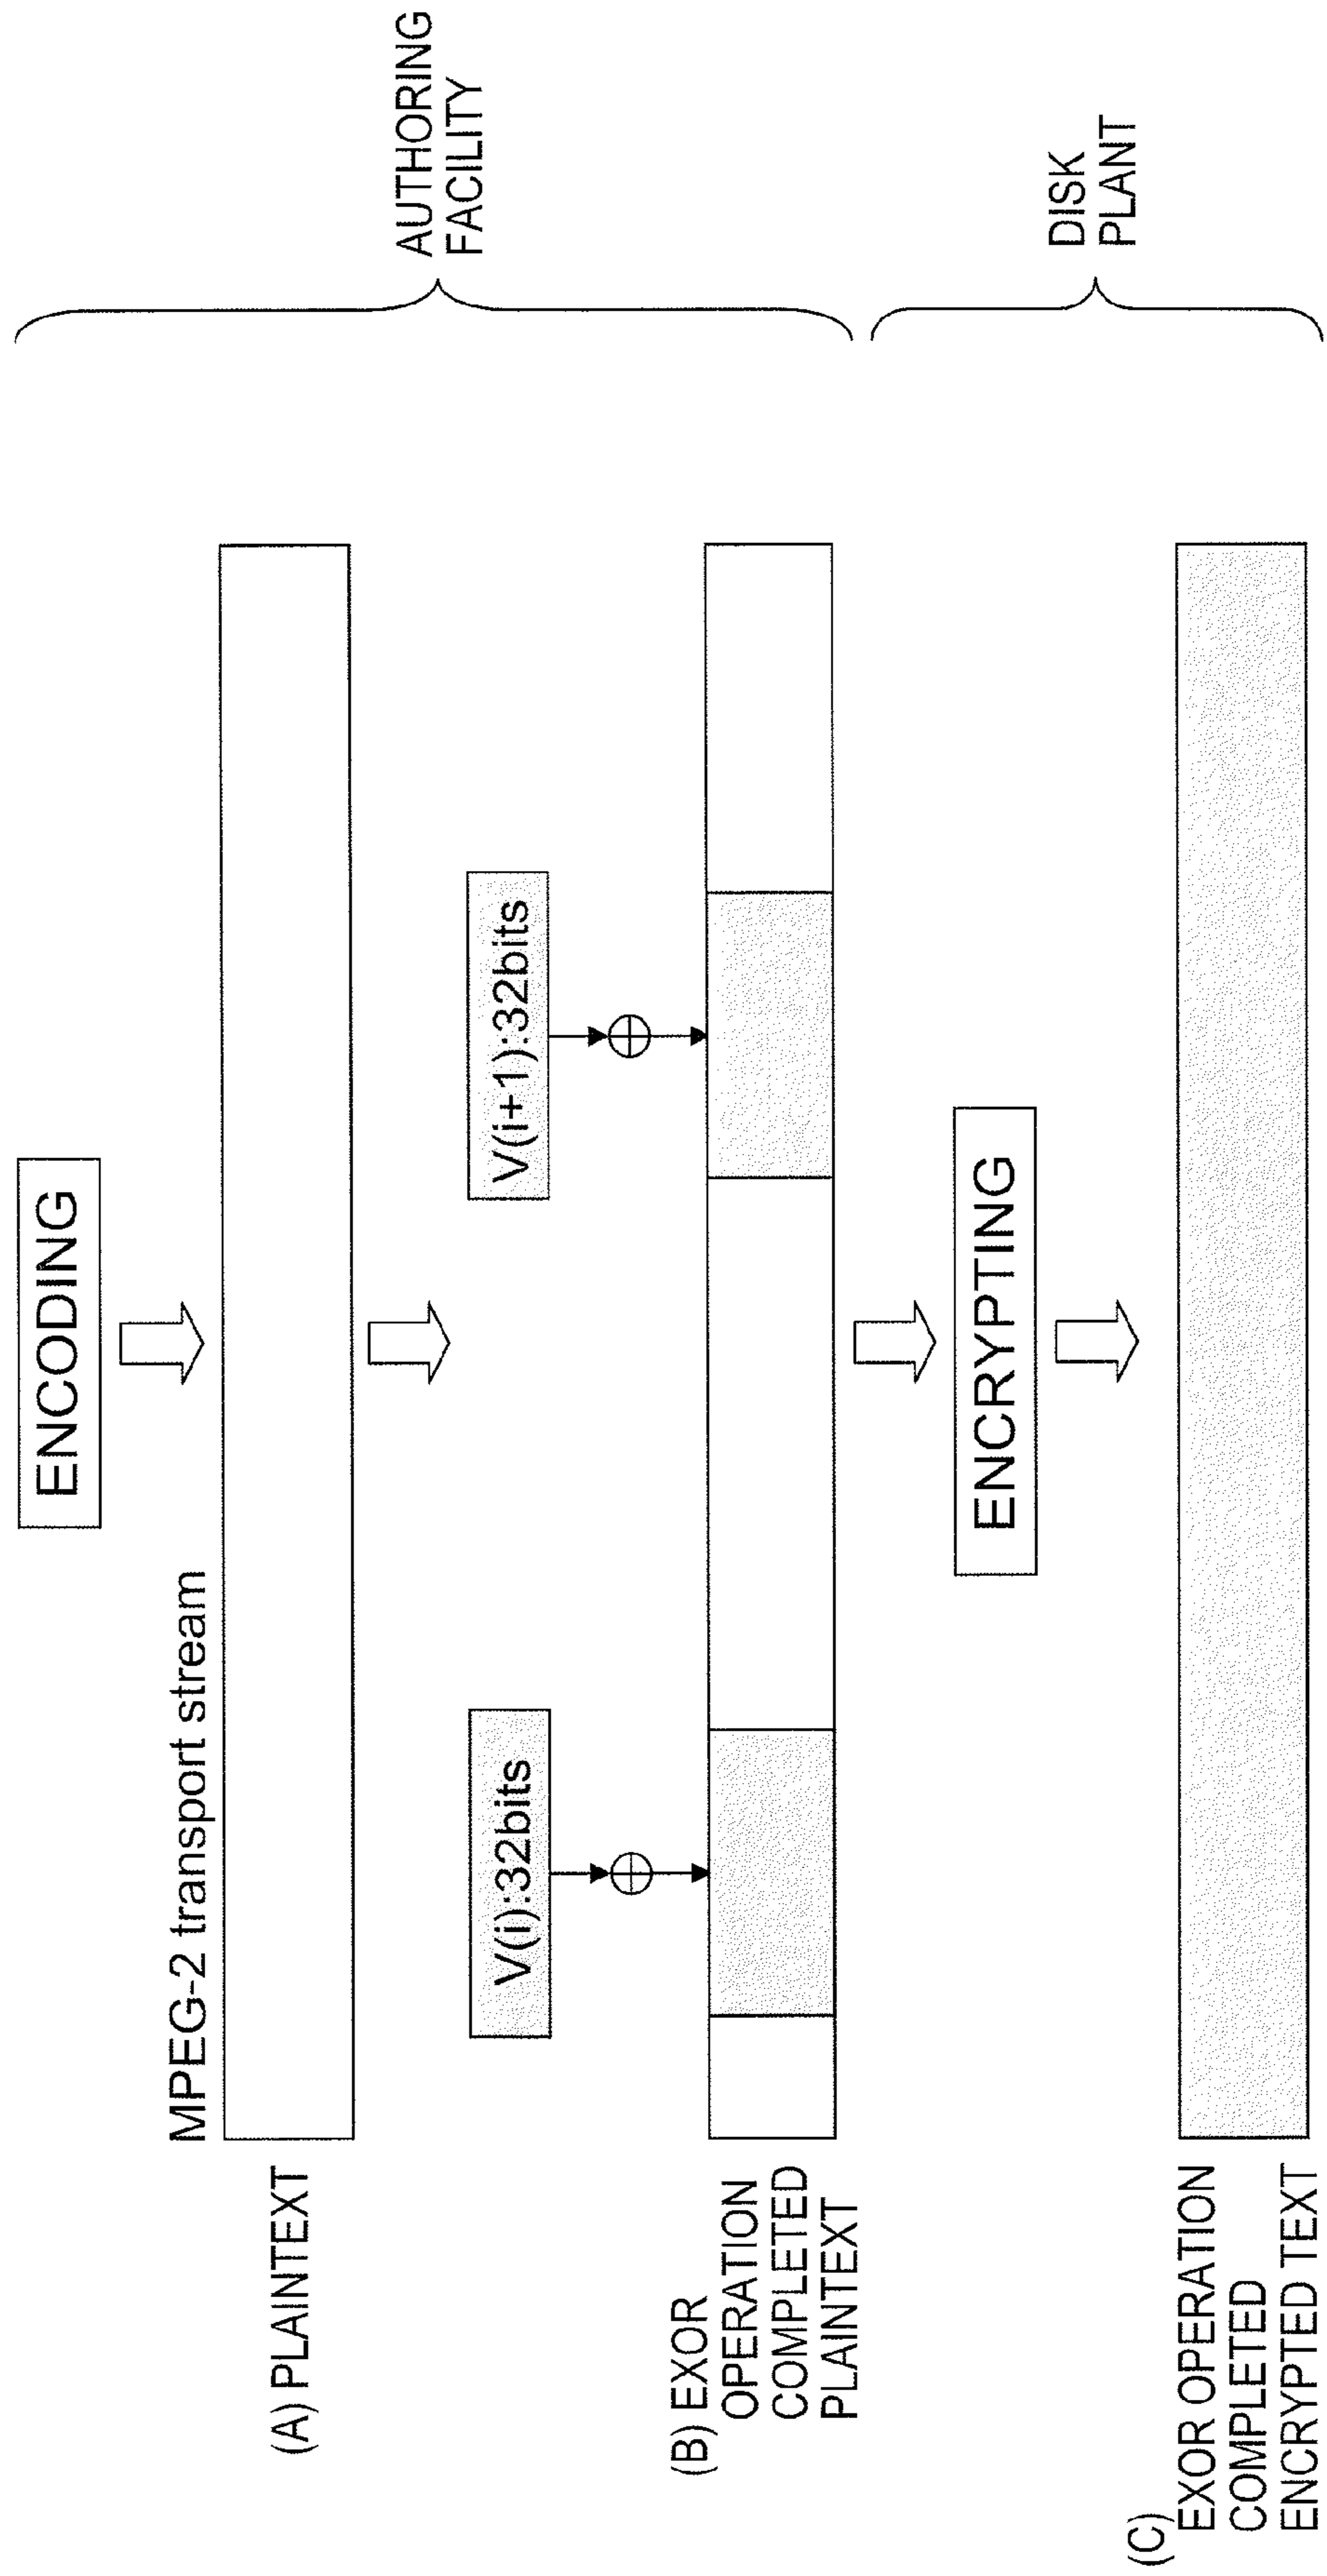 ENCODING
MPEG-2 transport stream
(A) PLAINTEXT
AUTHORING
FACILITY
V(i):32bits
V(i+1):32bits
(B) EXOR
OPERATION
COMPLETED
PLAINTEXT
ENCRYPTING
DISK
PLANT
(C)
EXOR OPERATION
COMPLETED
ENCRYPTED TEXT